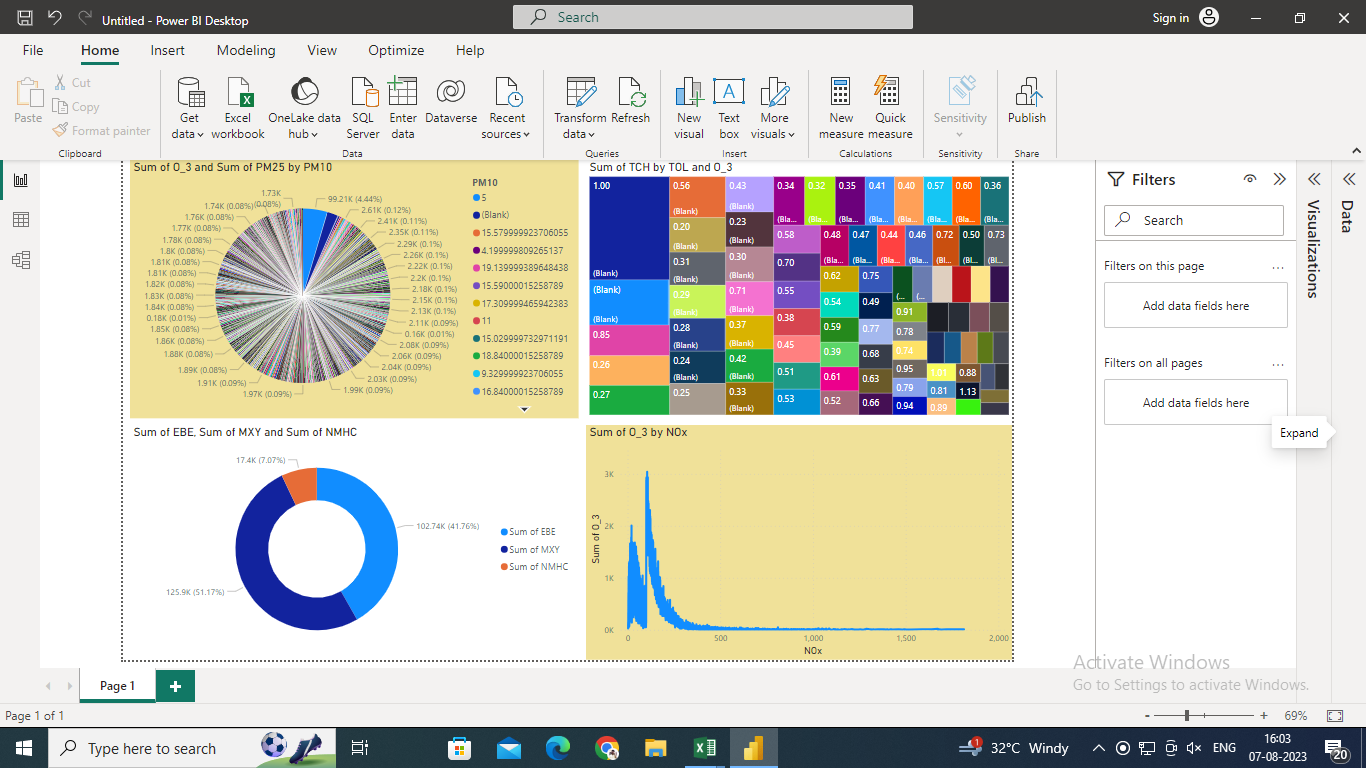 Untitled - Power BI Desktop
Search
Sign in
File
Home
Insert
Modeling
View
Optimize
Help
Paste
Cut
Copy
Format painter
Clipboard
Get data
Excel workbook
OneLake data hub
SQL Server
Enter data
Dataverse
Recent sources
Data
Transform data
Refresh
Queries
New visual
Text box
More visuals
Insert
New measure
Quick measure
Calculations
Sensitivity
Sensitivity
Publish
Share
Sum of O_3 and Sum of PM25 by PM10
1.73K (0.08%)
1.74K (0.08%)
1.76K (0.08%)
1.77K (0.08%)
1.78K (0.08%)
1.8K (0.08%)
1.81K (0.08%)
1.81K (0.08%)
1.82K (0.08%)
1.83K (0.08%)
1.84K (0.08%)
0.18K (0.01%)
1.85K (0.08%)
1.86K (0.08%)
1.88K (0.08%)
1.89K (0.08%)
1.91K (0.09%)
1.97K (0.09%)
99.21K (4.44%)
2.61K (0.12%)
2.41K (0.11%)
2.35K (0.11%)
2.29K (0.1%)
2.26K (0.1%)
2.22K (0.1%)
2.2K (0.1%)
2.18K (0.1%)
2.15K (0.1%)
2.13K (0.1%)
2.11K (0.09%)
0.16K (0.01%)
2.08K (0.09%)
2.06K (0.09%)
2.04K (0.09%)
2.03K (0.09%)
1.99K (0.09%)
PM10
5
(Blank)
15.579999923706055
4.199999809265137
19.139999389648438
15.59000015258789
17.309999465942383
11
15.029999732971191
18.84000015258789
9.329999923706055
16.84000015258789
Sum of TCH by TOL and O_3
1.00
(Blank)
(Blank)
0.85
0.26
0.27
0.56
(Blank)
0.20
(Blank)
0.31
(Blank)
0.29
(Blank)
0.28
(Blank)
0.24
(Blank)
0.25
0.43
(Blank)
0.23
(Blank)
0.30
(Blank)
0.71
(Blank)
0.37
(Blank)
0.42
(Blank)
0.33
(Blank)
0.34
(Bla...
0.32
(Bla...
0.35
(Bla...
0.41
(Bla...
0.40
(Bla...
0.57
(Bla...
0.60
(Bla...
0.36
(Bla...
0.58
0.70
0.55
0.38
0.45
0.51
0.53
0.48
(Bla...
0.47
(Bla...
0.44
(Bla...
0.46
(Bla...
0.72
(Bla...
0.50
(Bla...
0.73
(Bla...
0.62
0.54
0.59
0.39
0.61
0.52
0.75
0.49
0.77
0.68
0.63
0.66
(...
(...
0.91
0.78
0.74
0.95
0.79
0.94
1.01
0.88
0.81
1.13
0.89
Sum of EBE, Sum of MXY and Sum of NMHC
17.4K (7.07%)
102.74K (41.76%)
125.9K (51.17%)
Sum of EBE
Sum of MXY
Sum of NMHC
Sum of O_3 by NOx
Sum of O_3
3K
2K
1K
0K
0
500
1,000
1,500
2,000
NOx
Filters
Search
Filters on this page
...
Add data fields here
Filters on all pages
...
Add data fields here
Visualizations
Data
Expand
Activate Windows
Go to Settings to activate Windows.
Page 1
+
Page 1 of 1
- + 69%
Type here to search
1
32°C Windy
ENG
16:03
07-08-2023
20